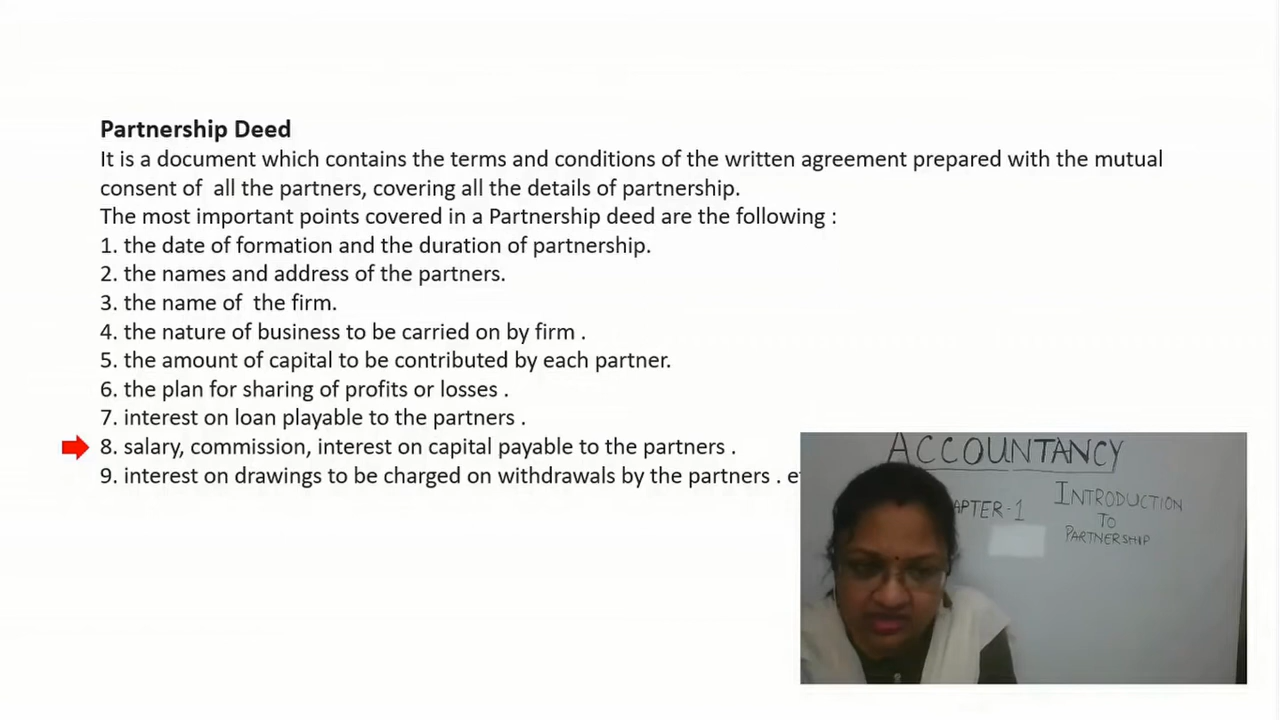 Partnership Deed
It is a document which contains the terms and conditions of the written agreement prepared with the mutual
consent of all the partners, covering all the details of partnership.
The most important points covered in a Partnership deed are the following :
1. the date of formation and the duration of partnership.
2. the names and address of the partners.
3. the name of the firm.
4. the nature of business to be carried on by firm .
5. the amount of capital to be contributed by each partner.
6. the plan for sharing of profits or losses .
7. interest on loan playable to the partners .
8. salary, commission, interest on capital payable to the partners .
9. interest on drawings to be charged on withdrawals by the partners .
ACCOUNTANCY
APTER-1
INTRODUCTION
TO
PARTNERSHIP